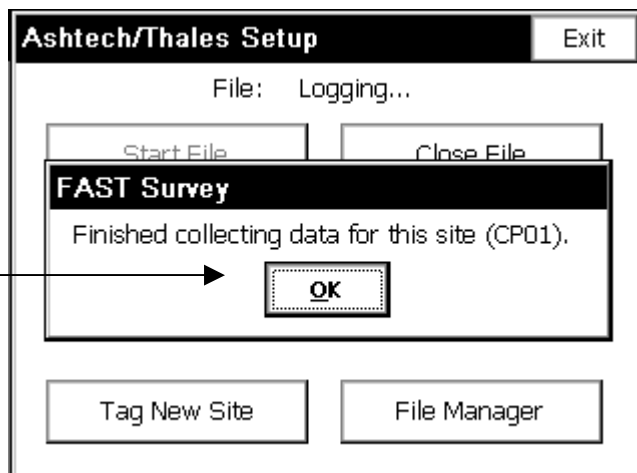 Ashtech/Thales Setup Exit
File: Logging...
Start File Close File
FAST Survey
Finished collecting data for this site (CP01).
OK
Tag New Site File Manager